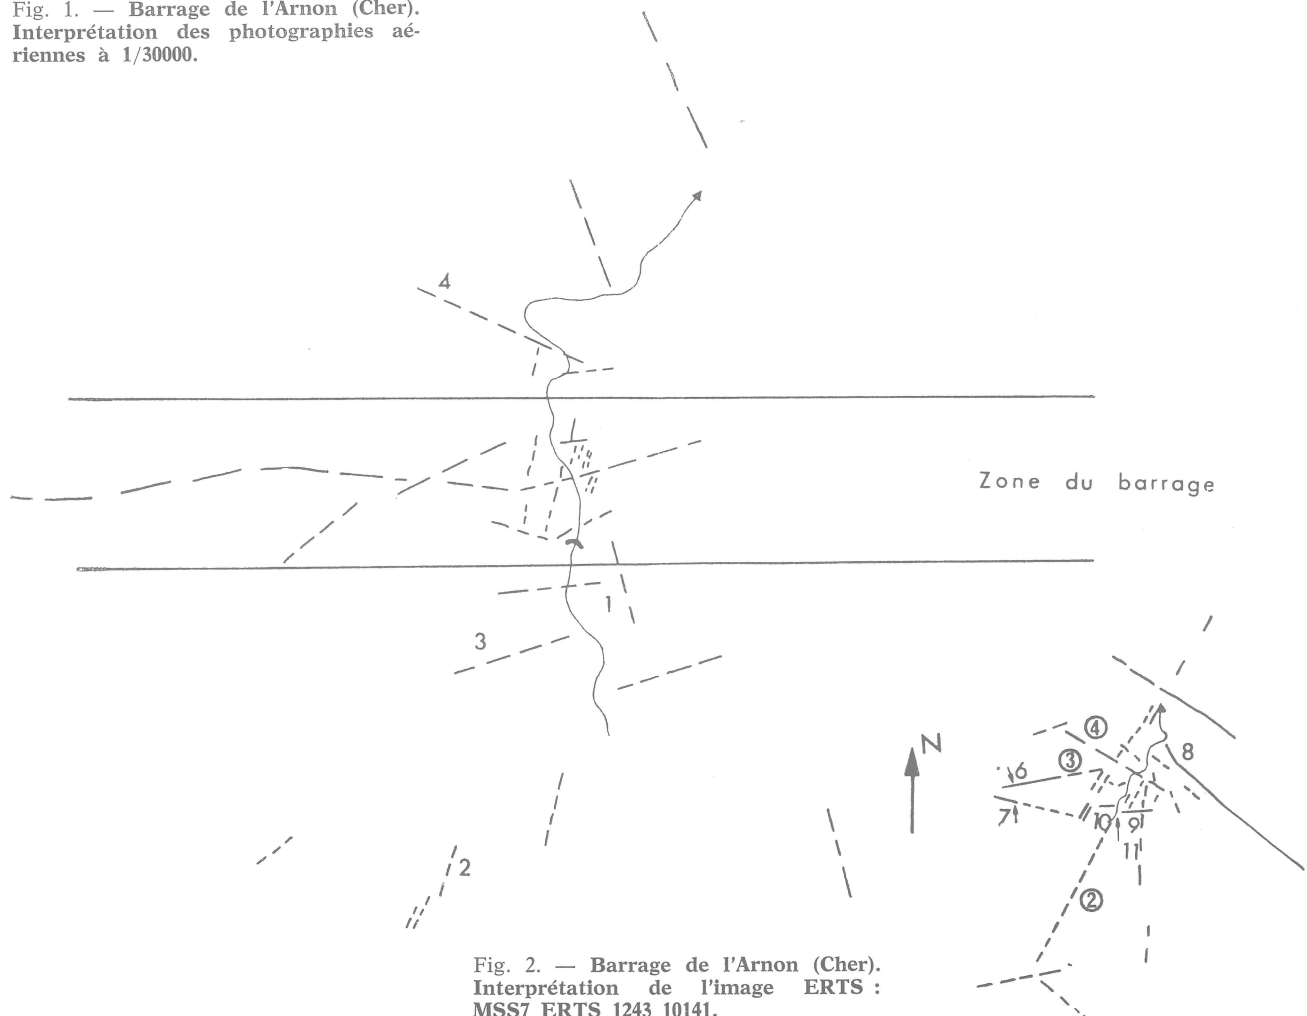 Fig. 1. — Barrage de l'Arnon (Cher).
Interprétation des photographies aé-
riennes à 1/30000.
4
Zone du barrage
1
3
N
4
3
8
6
7
10
9
11
2
2
Fig. 2. — Barrage de l'Arnon (Cher).
Interprétation de l'image ERTS :
MSS7 ERTS 1243 10141.